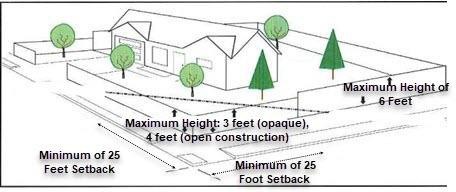 Maximum Height of
6 Feet
Maximum Height: 3 feet (opaque),
4 feet (open construction)
Minimum of 25
Feet Setback
Minimum of 25
Foot Setback